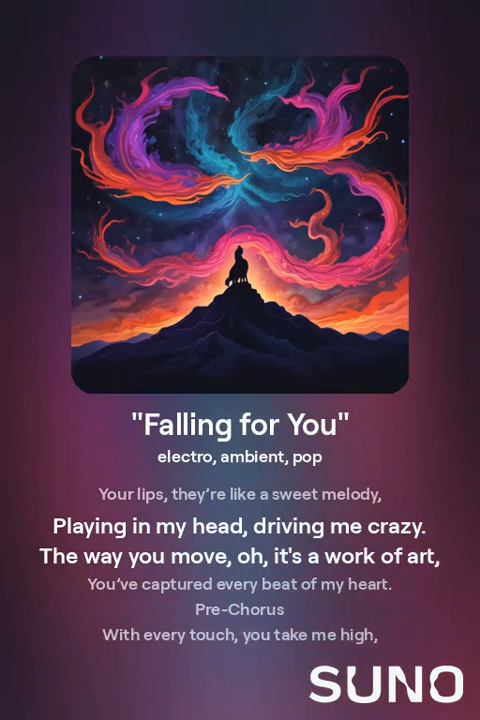 "Falling for You"
electro, ambient, pop
Your lips, they’re like a sweet melody,
Playing in my head, driving me crazy.
The way you move, oh, it's a work of art,
You’ve captured every beat of my heart.
Pre-Chorus
With every touch, you take me high,
SUNO